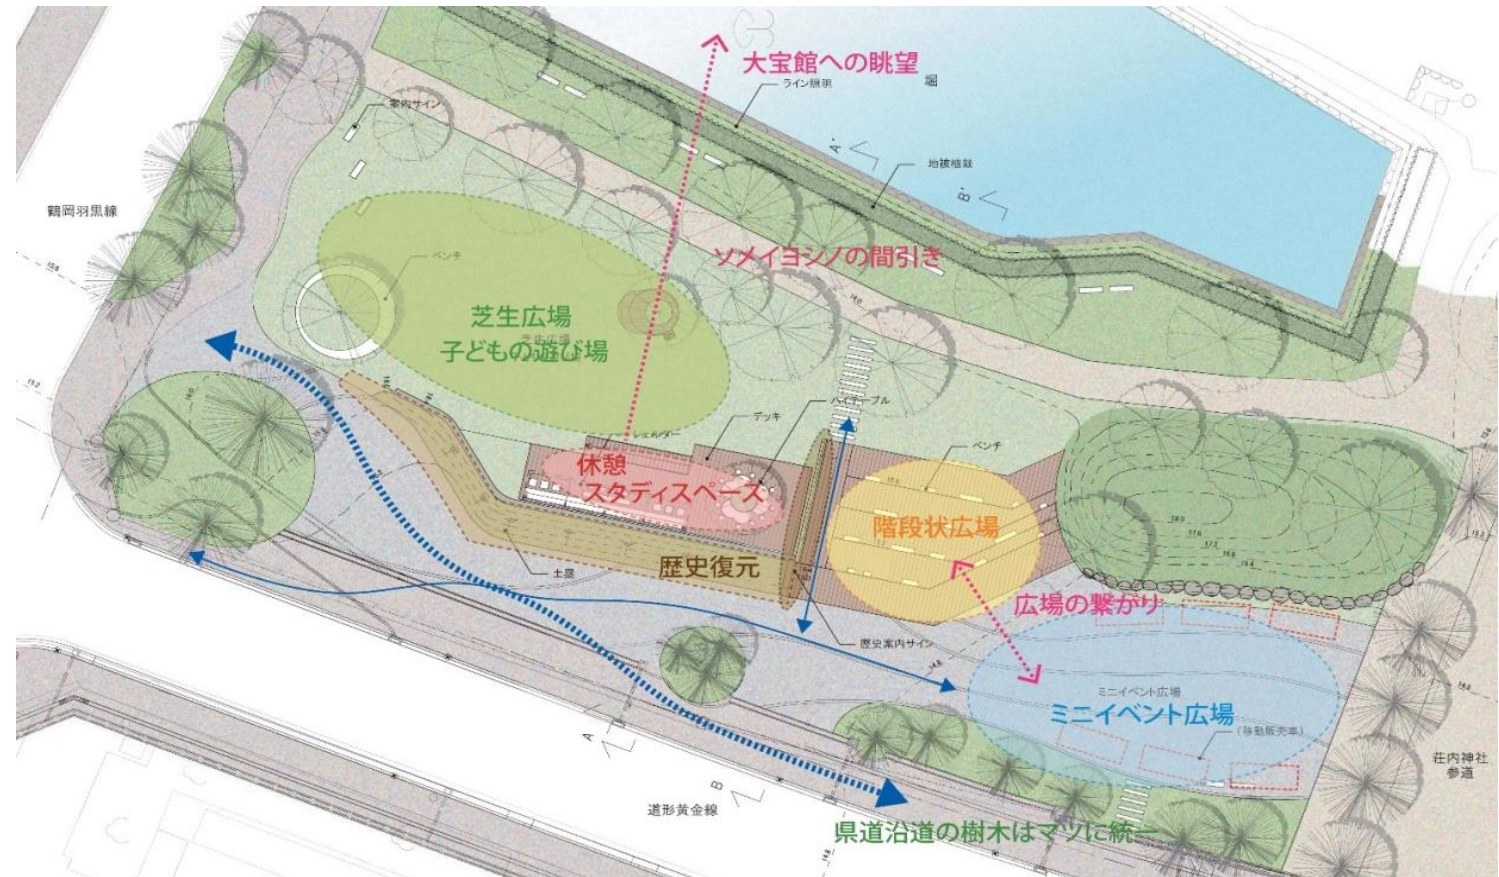 大宝館への眺望
ライン照明
堀
案内サイン
A'
地被植栽
B'
鶴岡羽黒線
ベンチ
ソメイヨシノの間引き
芝生広場
子どもの遊び場
ハイテーブル
デッキ
シェルター
ベンチ
休憩
スタディスペース
階段状広場
歴史復元
土塁
広場の繋がり
歴史案内サイン
ミニイベント広場
ミニイベント広場
(移動販売車)
A
B
荘内神社
参道
道形黄金線
県道沿道の樹木はマツに統一